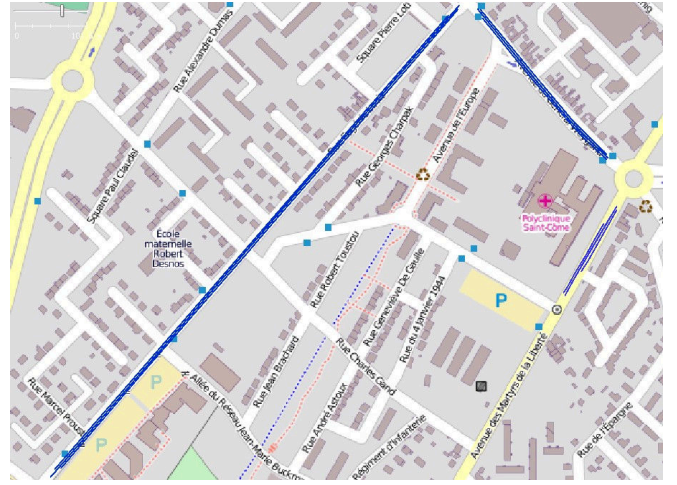 Square Pierre Loti
Rue Alexandre Dumas
Rue Georges Charpak
Avenue de l'Europe
Square Paul Claudel
École
maternelle
Robert
Desnos
Polyclinique
Saint-Côme
Rue Robert Toustou
Rue Geneviève De Gaulle
Rue du 4 Janvier 1944
P
Rue Jean Brichard
Rue Charles Gand
Avenue des Martyrs de la Liberté
P
Rue Marcel Proust
Allée du Réseau Jean-Marie Buckmaster
Rue André Astoux
P
Régiment d'Infanterie
Rue de l'Épargne